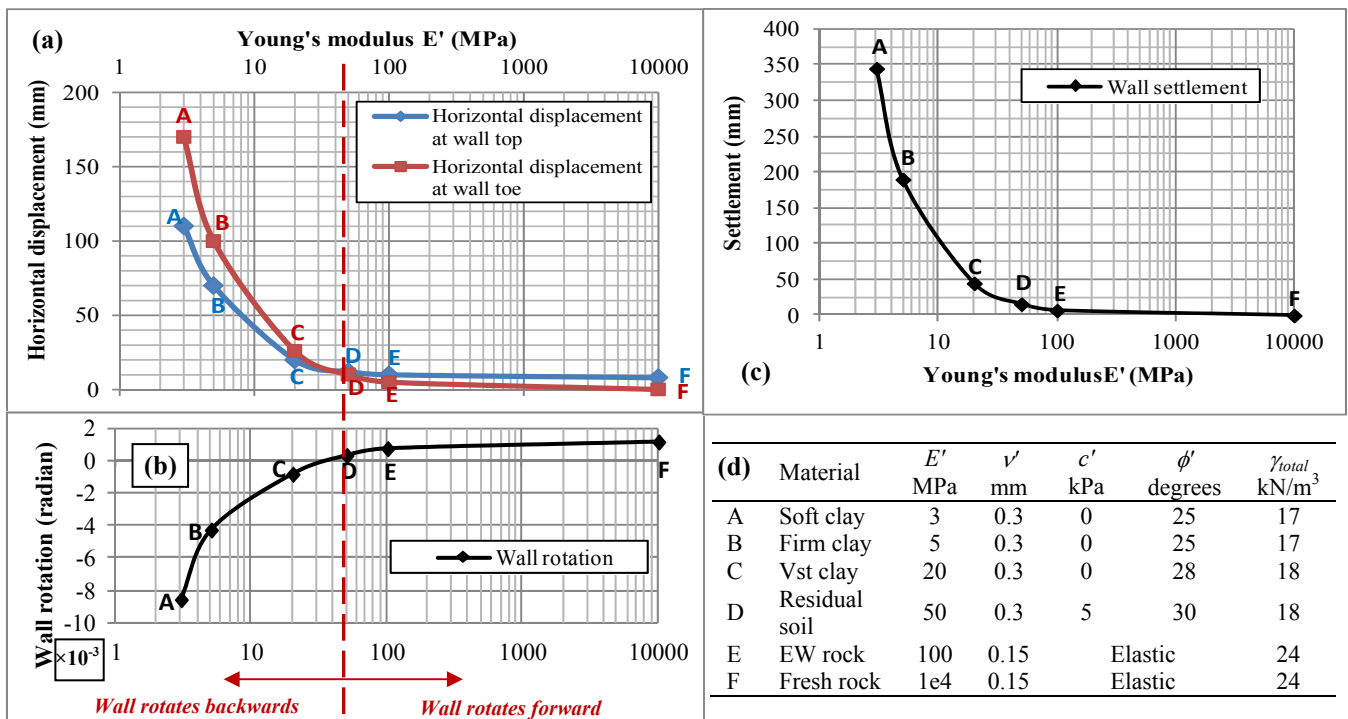 (a)
Young's modulus E' (MPa)
1 10 100 1000 10000
Horizontal displacement (mm)
200
150
100
50
0
Horizontal displacement
at wall top
Horizontal displacement
at wall toe
A
A
B
B
C
C
D
D
E
E
F
F
(b)
Wall rotation (radian)
2
0
-2
-4
-6
-8
-10
×10⁻³
1 10 100 1000 10000
A
B
C
D
E
F
Wall rotation
Wall rotates backwards
Wall rotates forward
Settlement (mm)
400
350
300
250
200
150
100
50
0
A
B
C
D
E
F
Wall settlement
1 10 100 1000 10000
(c)
Young's modulusE' (MPa)
(d) Material E' ν' c' ϕ' γtotal
MPa mm kPa degrees kN/m³
A Soft clay 3 0.3 0 25 17
B Firm clay 5 0.3 0 25 17
C Vst clay 20 0.3 0 28 18
D Residual soil 50 0.3 5 30 18
E EW rock 100 0.15 Elastic 24
F Fresh rock 1e4 0.15 Elastic 24